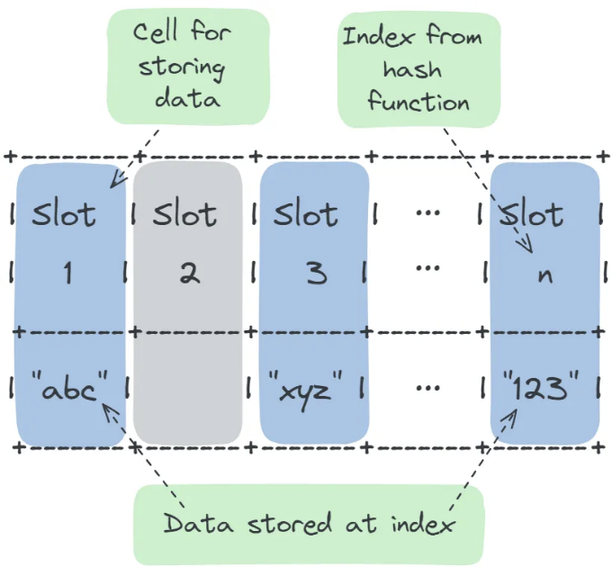 Cell for
storing
data
Index from
hash
function
Slot Slot Slot ... Slot
1 2 3 ... n
"abc" "xyz" ... "123"
Data stored at index